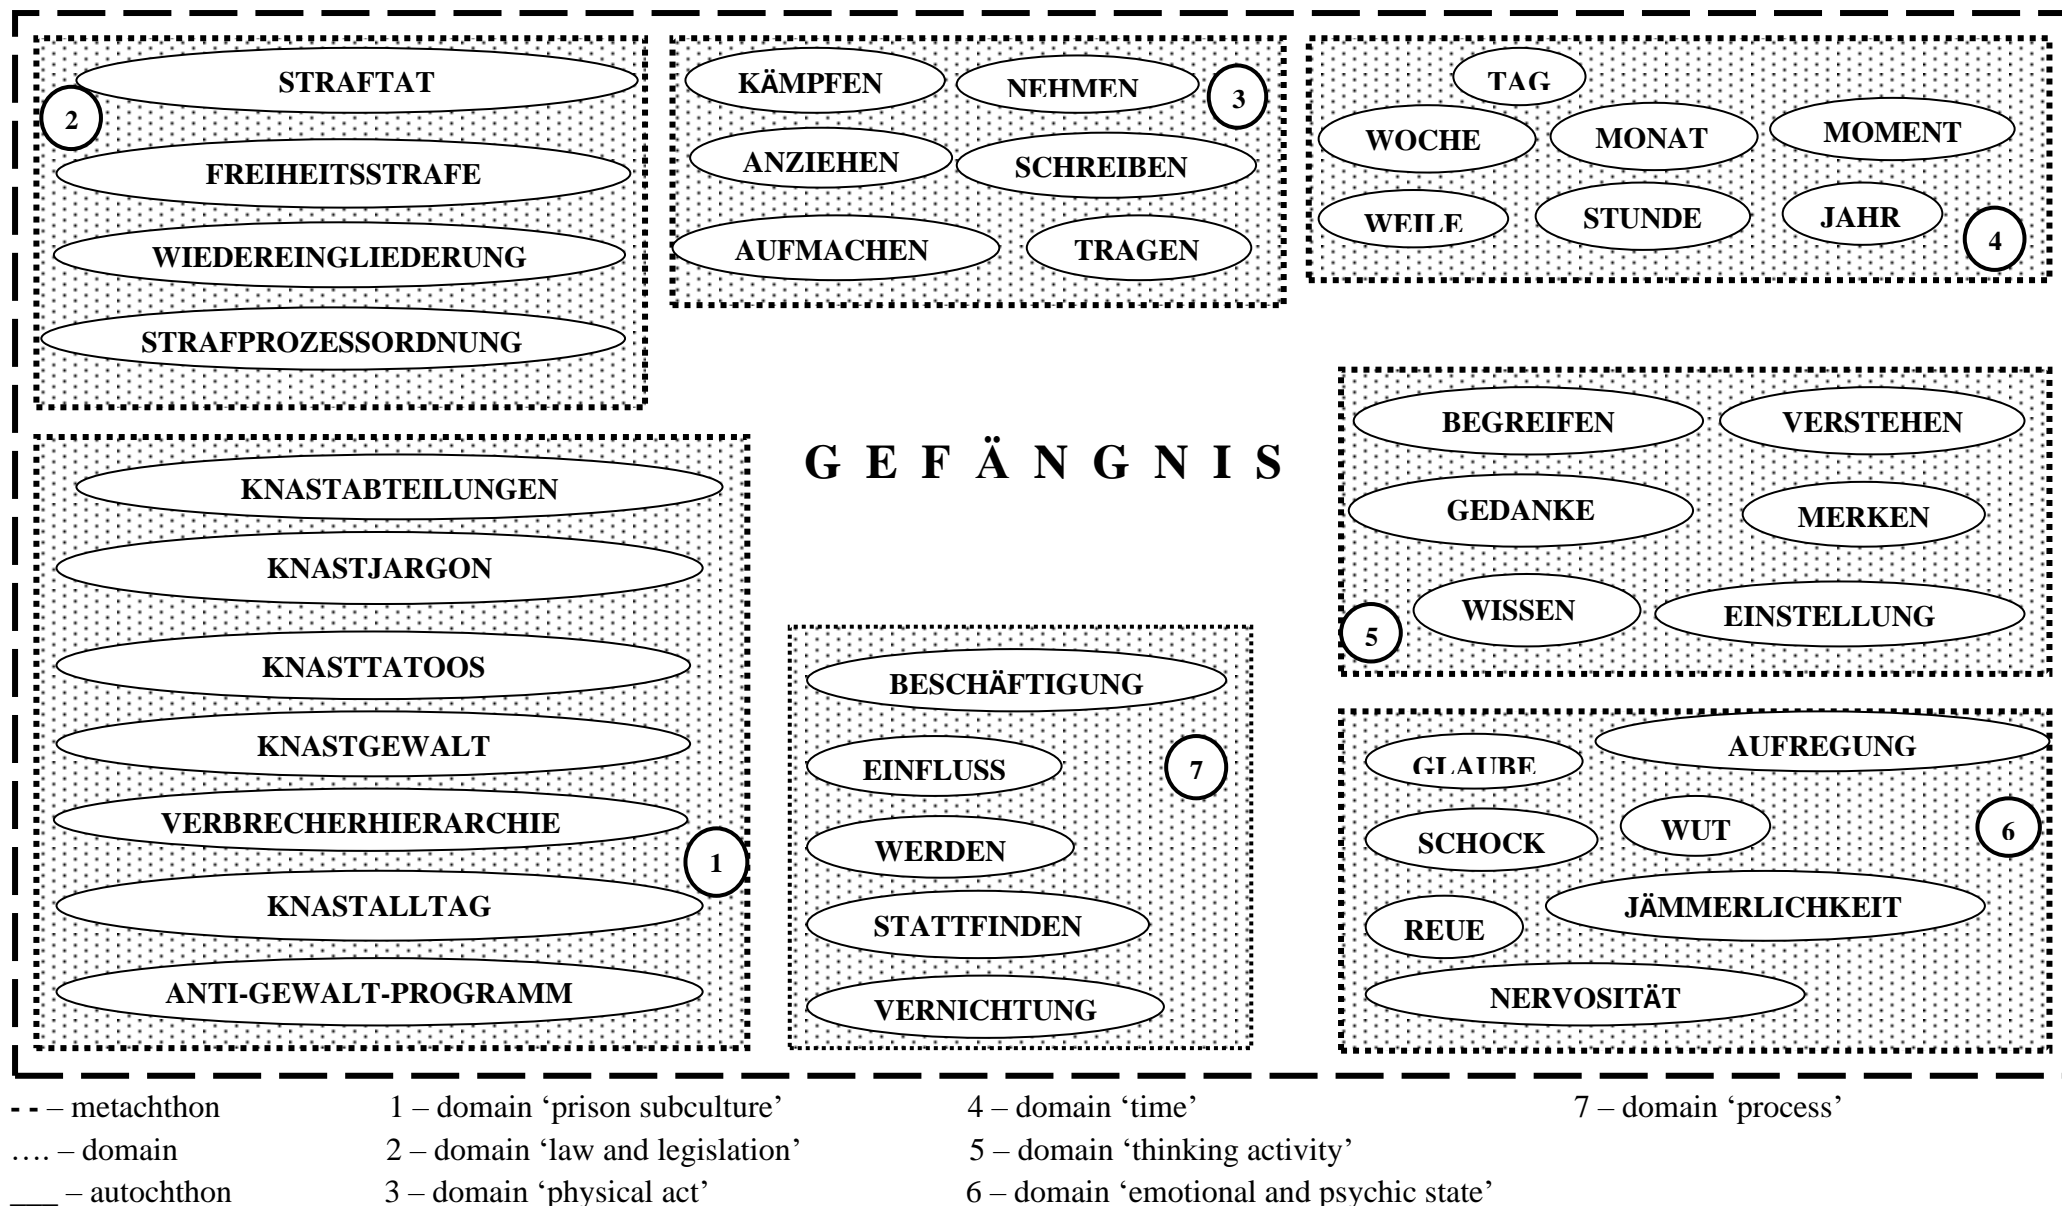 STRAFTAT
2
FREIHEITSSTRAFE
WIEDEREINGLIEDERUNG
STRAFPROZESSORDNUNG
KÄMPFEN
NEHMEN
3
ANZIEHEN
SCHREIBEN
AUFMACHEN
TRAGEN
TAG
WOCHE
MONAT
MOMENT
WEILE
STUNDE
JAHR
4
GEFÄNGNIS
KNASTABTEILUNGEN
KNASTJARGON
KNASTTATOOS
KNASTGEWALT
VERBRECHERHIERARCHIE
1
KNASTALLTAG
ANTI-GEWALT-PROGRAMM
BESCHÄFTIGUNG
EINFLUSS
7
WERDEN
STATTFINDEN
VERNICHTUNG
BEGREIFEN
VERSTEHEN
GEDANKE
MERKEN
WISSEN
EINSTELLUNG
5
GLAUBE
AUFREGUNG
SCHOCK
WUT
6
REUE
JÄMMERLICHKEIT
NERVOSITÄT
- - – metachthon 1 – domain ‘prison subculture’ 4 – domain ‘time’ 7 – domain ‘process’
…. – domain 2 – domain ‘law and legislation’ 5 – domain ‘thinking activity’
___ – autochthon 3 – domain ‘physical act’ 6 – domain ‘emotional and psychic state’